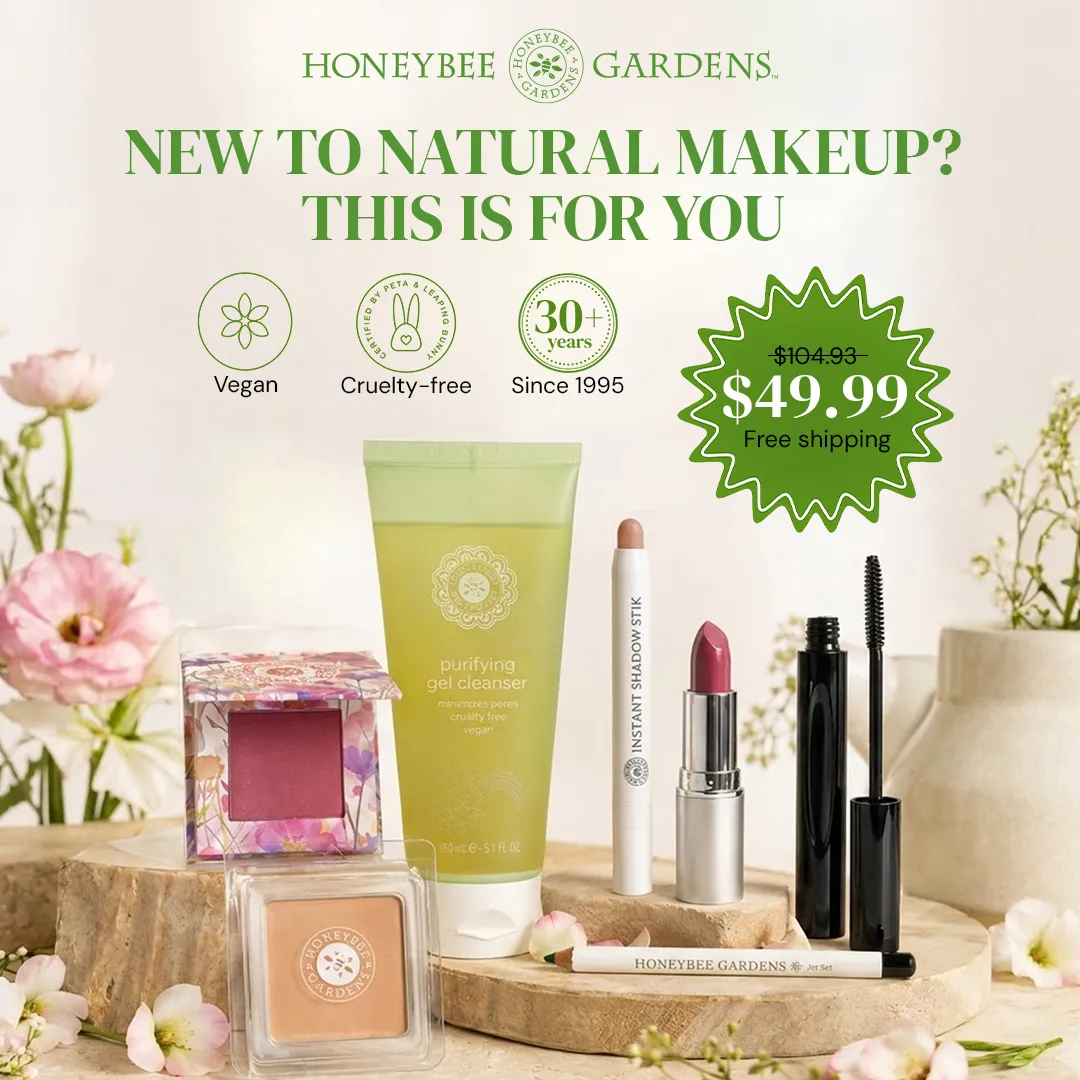 HONEYBEE GARDENS™
HONEYBEE GARDENS
NEW TO NATURAL MAKEUP?
THIS IS FOR YOU
CERTIFIED BY PETA & LEAPING BUNNY
30+
years
Vegan
Cruelty-free
Since 1995
$104.93
$49.99
Free shipping
purifying
gel cleanser
minimizes pores
cruelty free
vegan
150 mL e - 5.1 FL OZ
INSTANT SHADOW STIK
HONEYBEE GARDENS
HONEYBEE GARDENS Jet Set